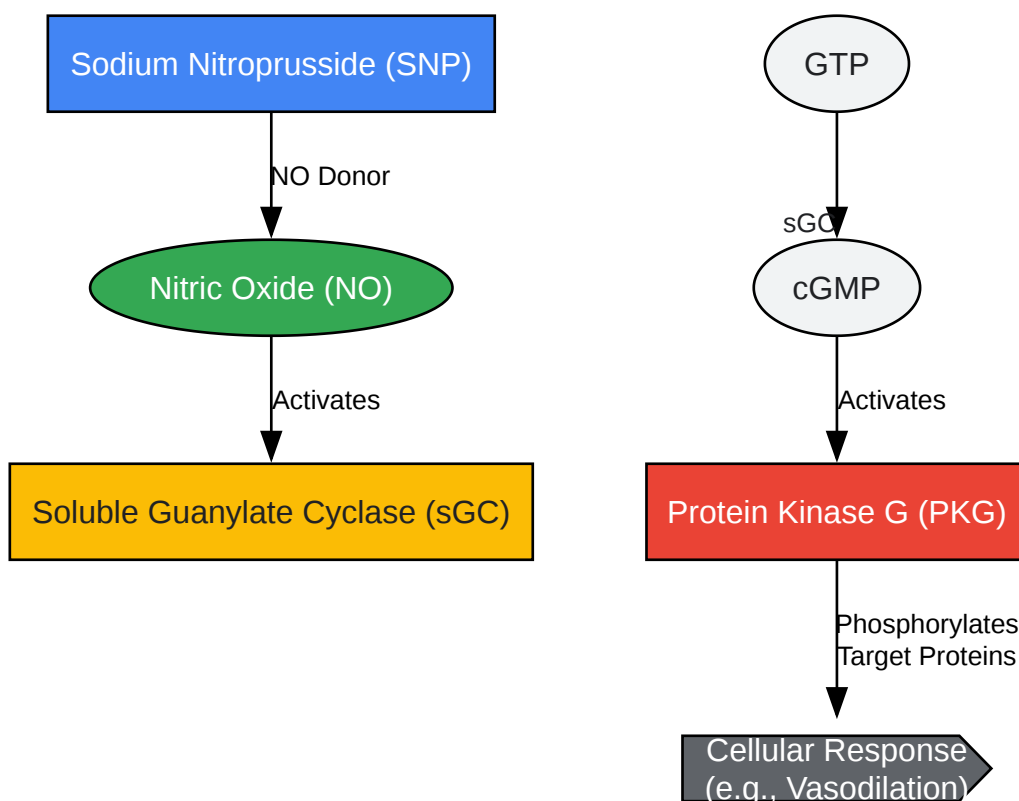 Sodium Nitroprusside (SNP)
NO Donor
Nitric Oxide (NO)
Activates
Soluble Guanylate Cyclase (sGC)
GTP
sGC
cGMP
Activates
Protein Kinase G (PKG)
Phosphorylates
Target Proteins
Cellular Response
(e.g., Vasodilation)